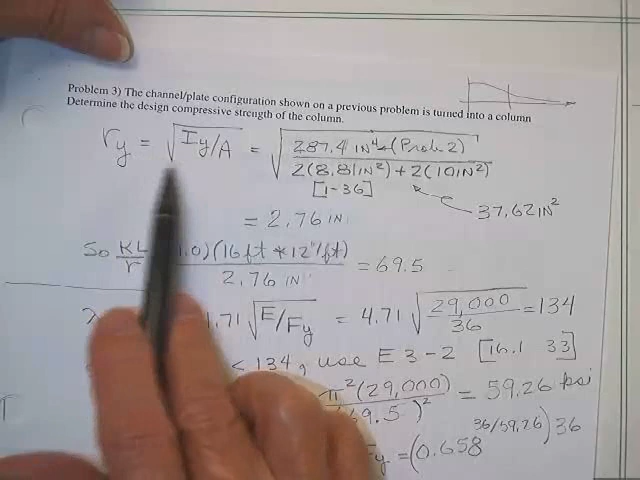 Problem 3) The channel/plate configuration shown on a previous problem is turned into a column
Determine the design compressive strength of the column.
ry = √Iy/A = √287.4 IN⁴ (Prob 2) / 2(8.81IN²) + 2(10IN²)
[1-36]
37.62IN²
= 2.76 IN
So KL/r .0)(16 ft * 12"/ft) / 2.76 IN = 69.5
.71 √E/Fy = 4.71 √29,000/36 = 134
< 134, use E3-2 [16.1 33]
π²(29,000) / 69.5)² = 59.26 psi
Fy = (0.658 36/59.26) 36